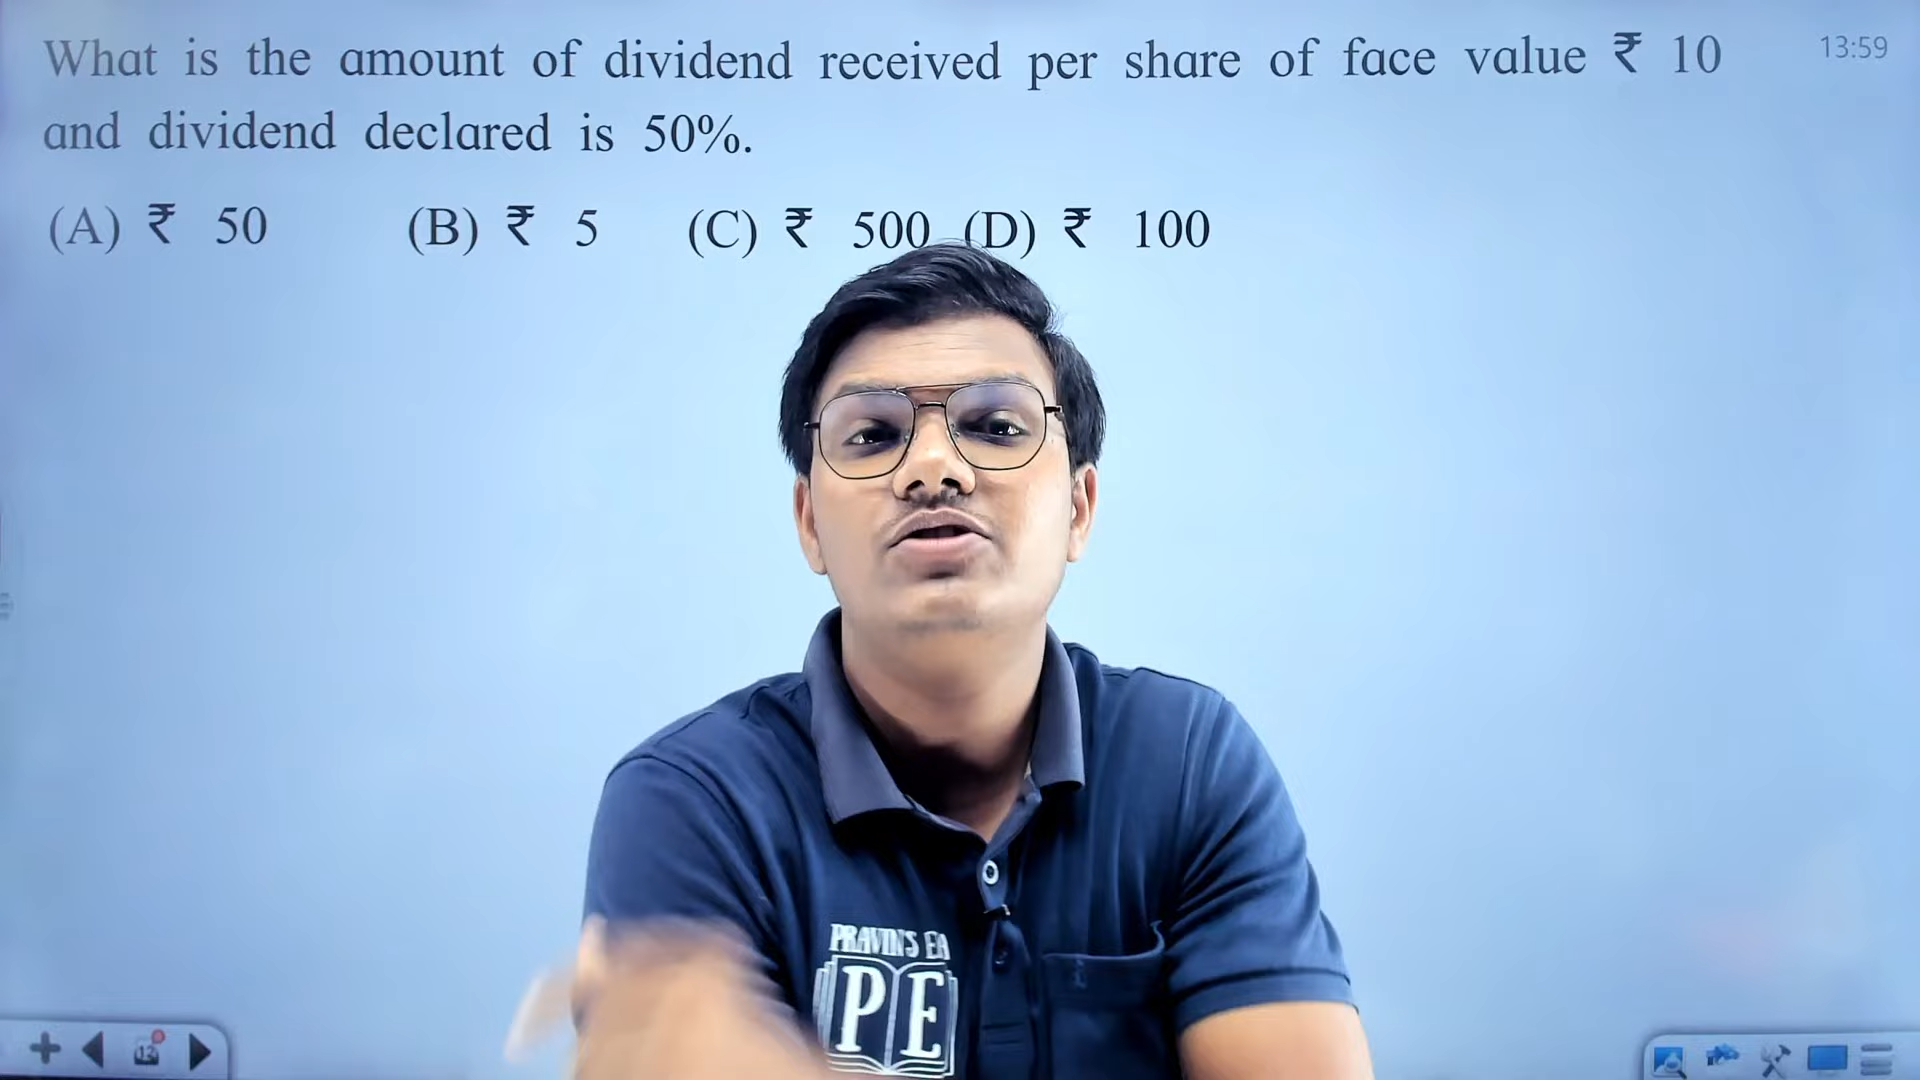 What is the amount of dividend received per share of face value ₹ 10
13:59
and dividend declared is 50%.
(A) ₹ 50 (B) ₹ 5 (C) ₹ 500 (D) ₹ 100
PRAVIN'S EA
PE
12